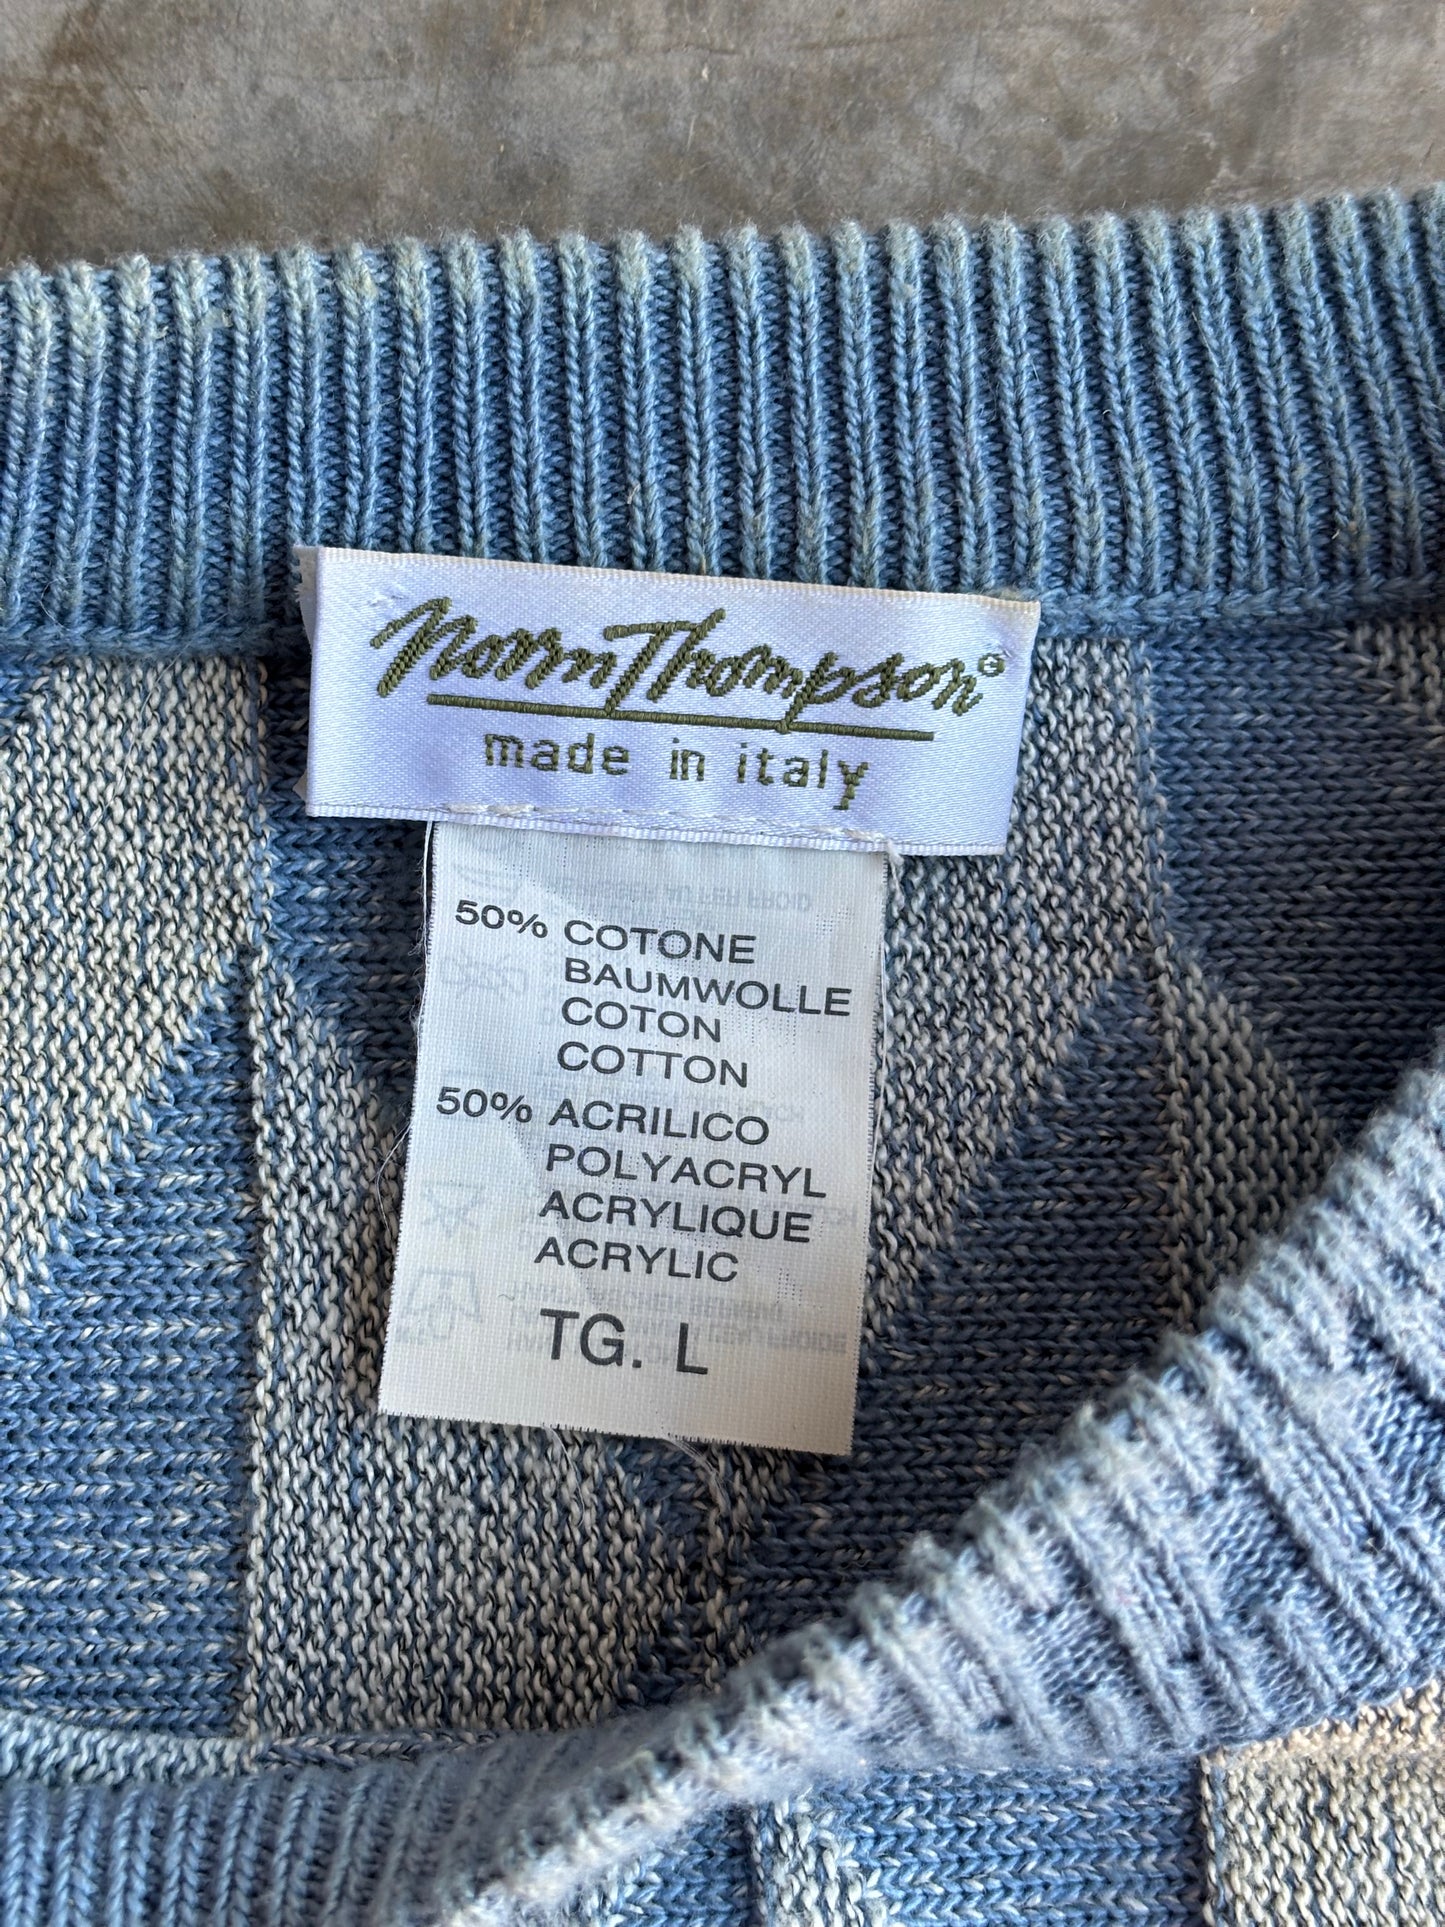 Norm Thompson®
made in italy
50% COTONE
BAUMWOLLE
COTON
COTTON
50% ACRILICO
POLYACRYL
ACRYLIQUE
ACRYLIC
TG. L